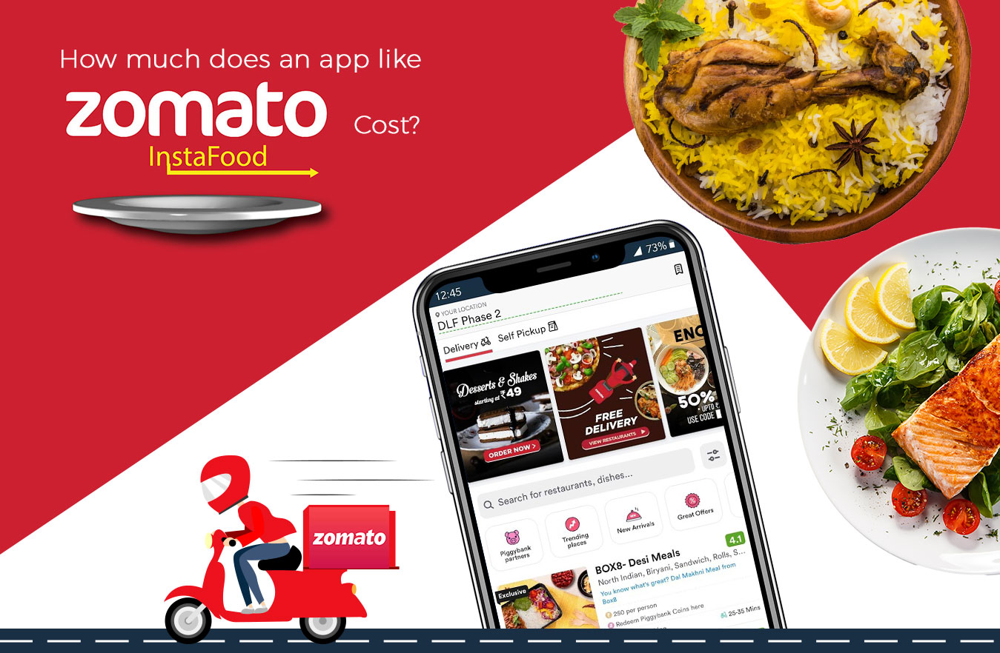 How much does an app like
zomato
Cost?
InstaFood
73%
12:45
YOUR LOCATION
DLF Phase 2
Delivery
Self Pickup
Desserts & Shakes
starting at ₹49
ORDER NOW >
FREE
DELIVERY
VIEW RESTAURANTS
ENO
50%
UPTO ₹
USE CODE
Search for restaurants, dishes...
Piggybank
partners
Trending
places
NEW
New Arrivals
Great Offers
Exclusive
BOX8- Desi Meals
4.1
North Indian, Biryani, Sandwich, Rolls, S...
You know what's great? Dal Makhni Meal from
Box8
250 per person
Redeem Piggybank Coins here
25-35 Mins
zomato